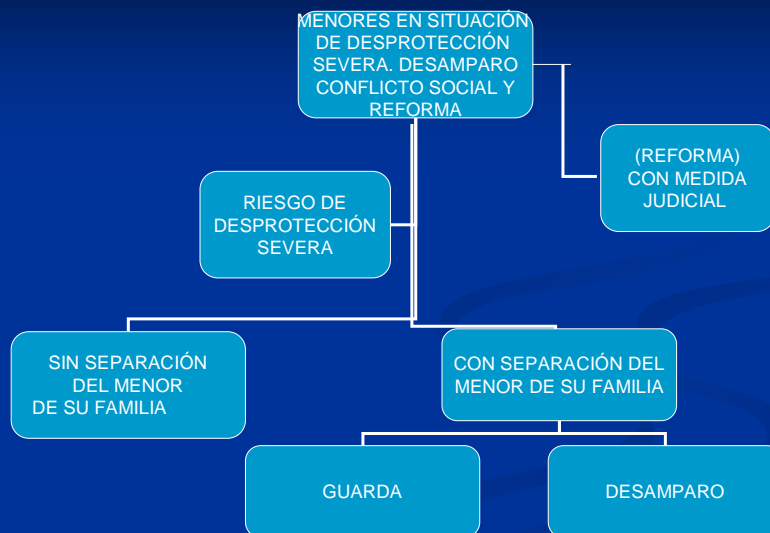 MENORES EN SITUACIÓN
DE DESPROTECCIÓN
SEVERA. DESAMPARO
CONFLICTO SOCIAL Y
REFORMA
(REFORMA)
CON MEDIDA
JUDICIAL
RIESGO DE
DESPROTECCIÓN
SEVERA
SIN SEPARACIÓN
DEL MENOR
DE SU FAMILIA
CON SEPARACIÓN DEL
MENOR DE SU FAMILIA
GUARDA
DESAMPARO